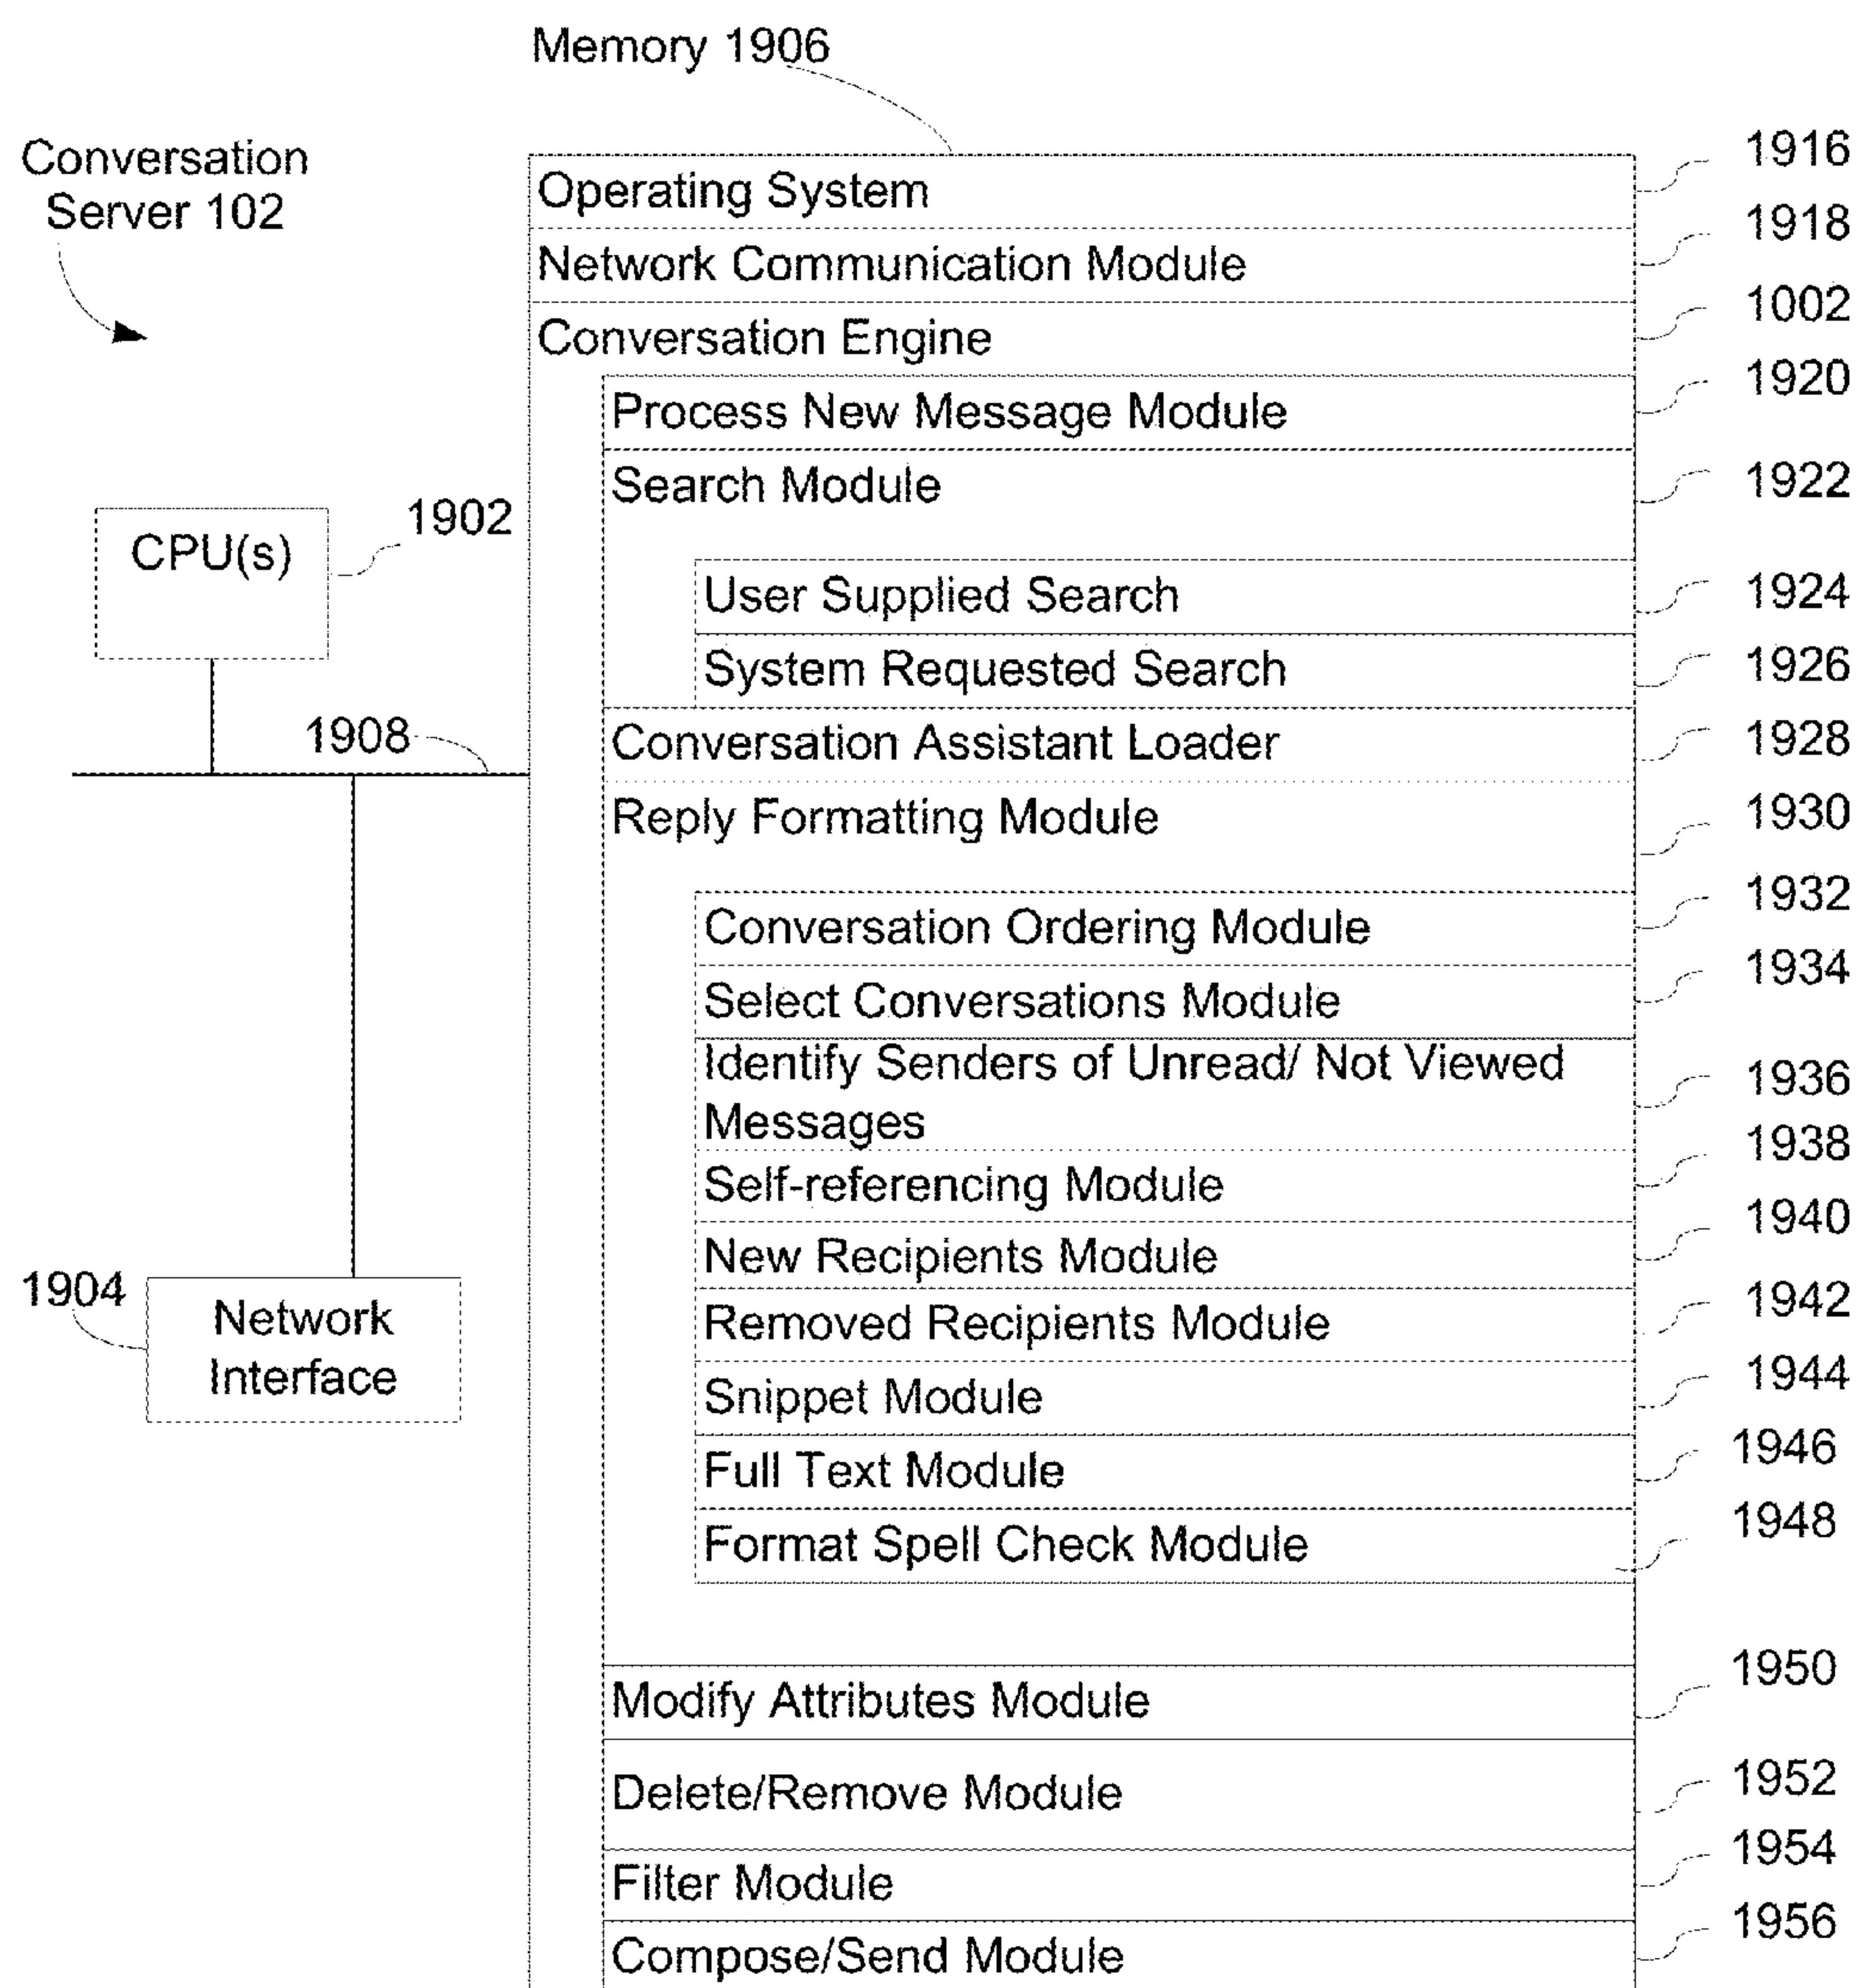 Memory 1906
Conversation
Server 102
Operating System 1916
Network Communication Module 1918
Conversation Engine 1002
Process New Message Module 1920
Search Module 1922
CPU(s) 1902
User Supplied Search 1924
System Requested Search 1926
1908
Conversation Assistant Loader 1928
Reply Formatting Module 1930
Conversation Ordering Module 1932
Select Conversations Module 1934
Identify Senders of Unread/ Not Viewed
Messages 1936
Self-referencing Module 1938
New Recipients Module 1940
1904
Network
Interface
Removed Recipients Module 1942
Snippet Module 1944
Full Text Module 1946
Format Spell Check Module 1948
Modify Attributes Module 1950
Delete/Remove Module 1952
Filter Module 1954
Compose/Send Module 1956